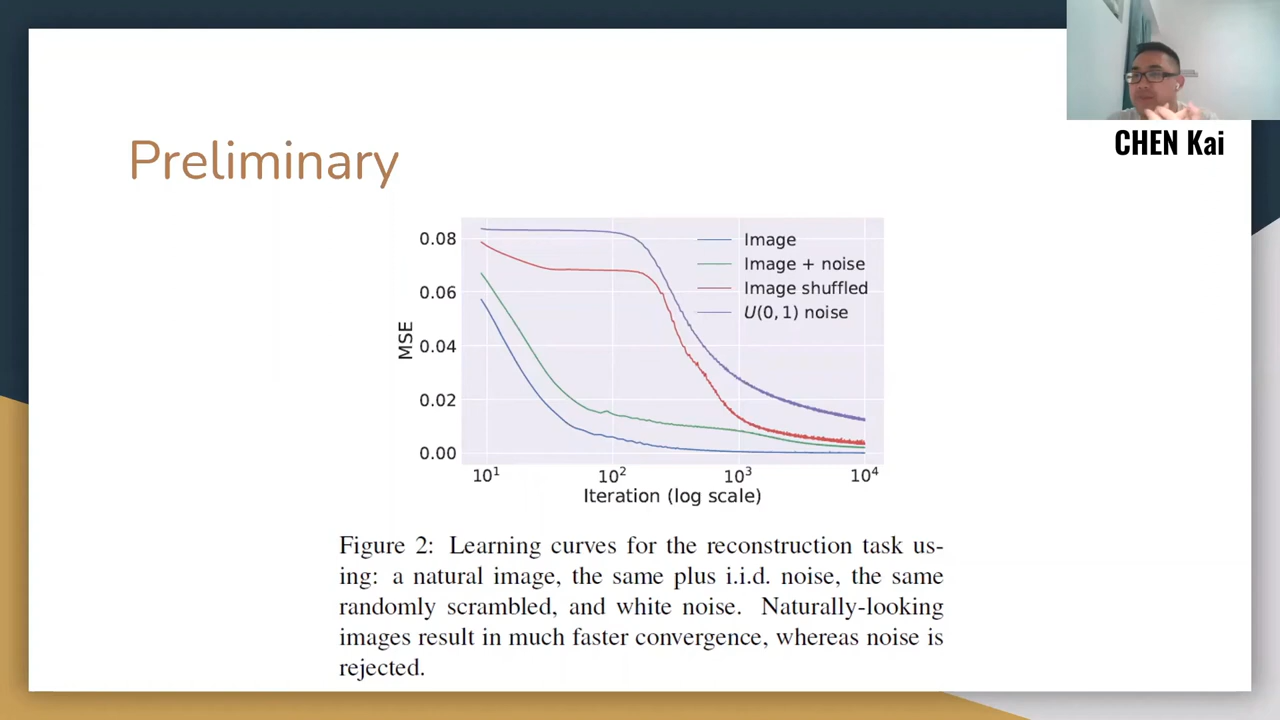 CHEN Kai
Preliminary
0.08
0.06
0.04
0.02
0.00
MSE
Image
Image + noise
Image shuffled
U(0, 1) noise
10¹ 10² 10³ 10⁴
Iteration (log scale)
Figure 2: Learning curves for the reconstruction task us-
ing: a natural image, the same plus i.i.d. noise, the same
randomly scrambled, and white noise. Naturally-looking
images result in much faster convergence, whereas noise is
rejected.